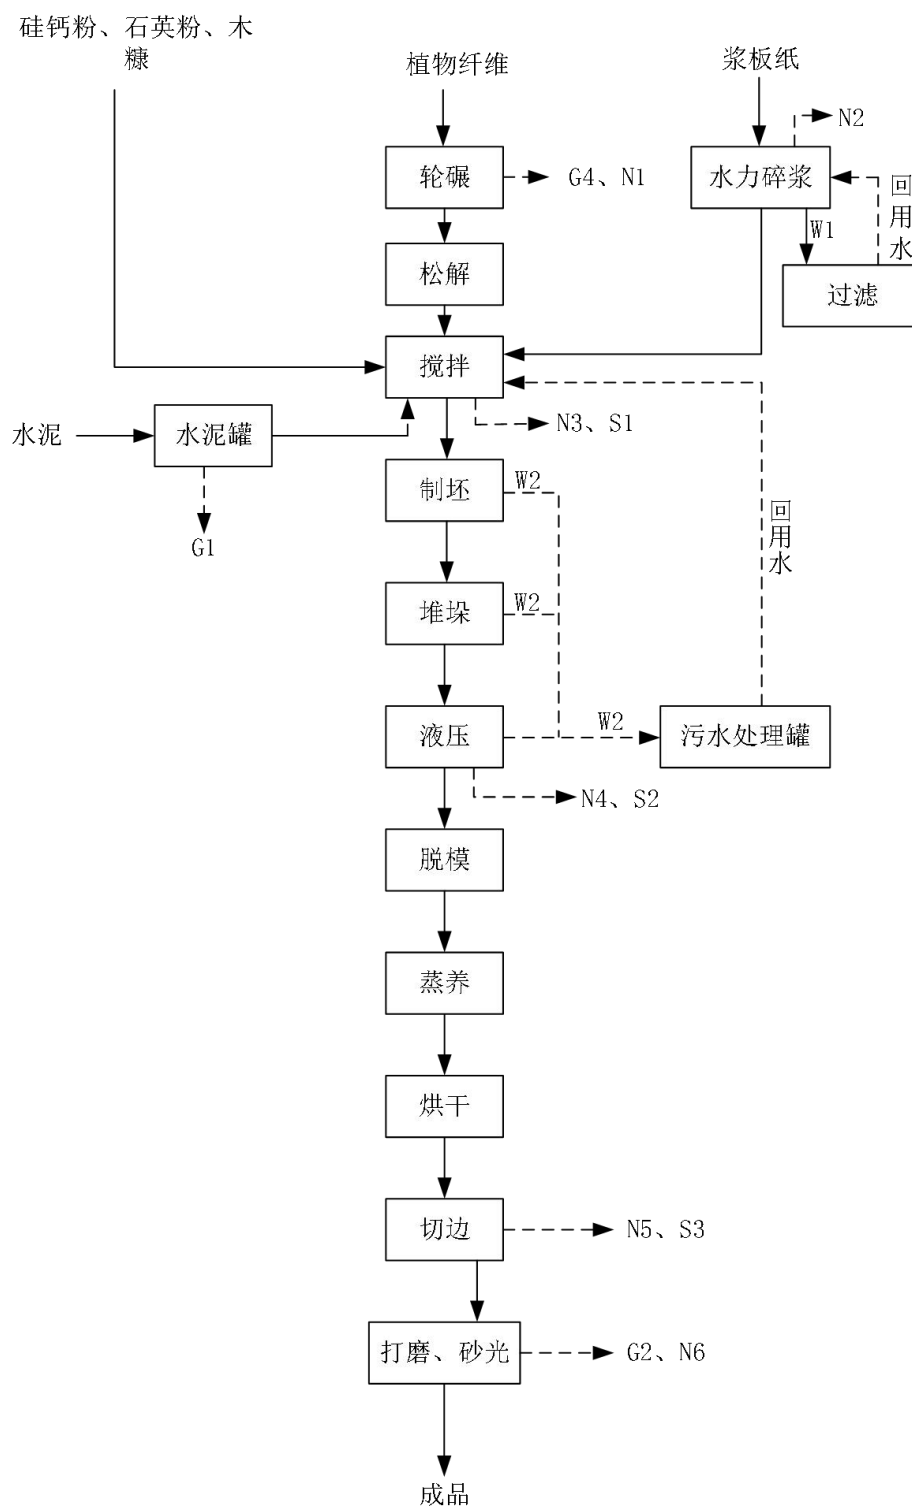 硅钙粉、石英粉、木
糠
植物纤维
浆板纸
N2
轮碾
G4、N1
水力碎浆
回
用
水
W1
松解
过滤
搅拌
水泥
水泥罐
N3、S1
制坯
W2
G1
回
用
水
堆垛
W2
液压
W2
污水处理罐
N4、S2
脱模
蒸养
烘干
切边
N5、S3
打磨、砂光
G2、N6
成品